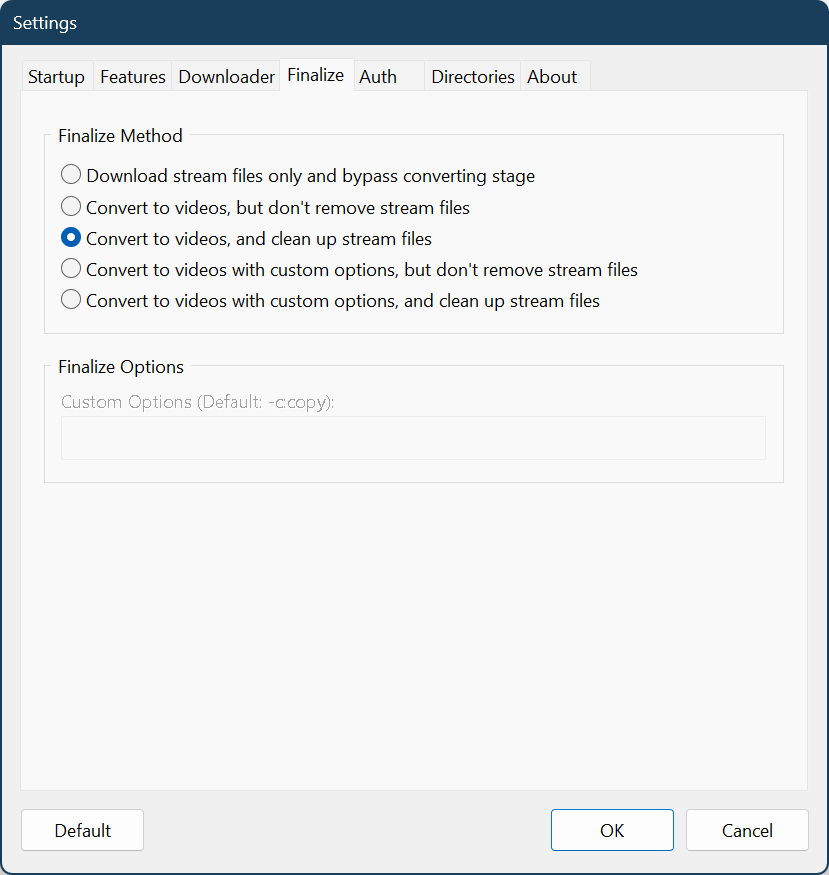 Settings
Startup Features Downloader Finalize Auth Directories About
Finalize Method
Download stream files only and bypass converting stage
Convert to videos, but don't remove stream files
Convert to videos, and clean up stream files
Convert to videos with custom options, but don't remove stream files
Convert to videos with custom options, and clean up stream files
Finalize Options
Custom Options (Default: -c:copy):
Default OK Cancel